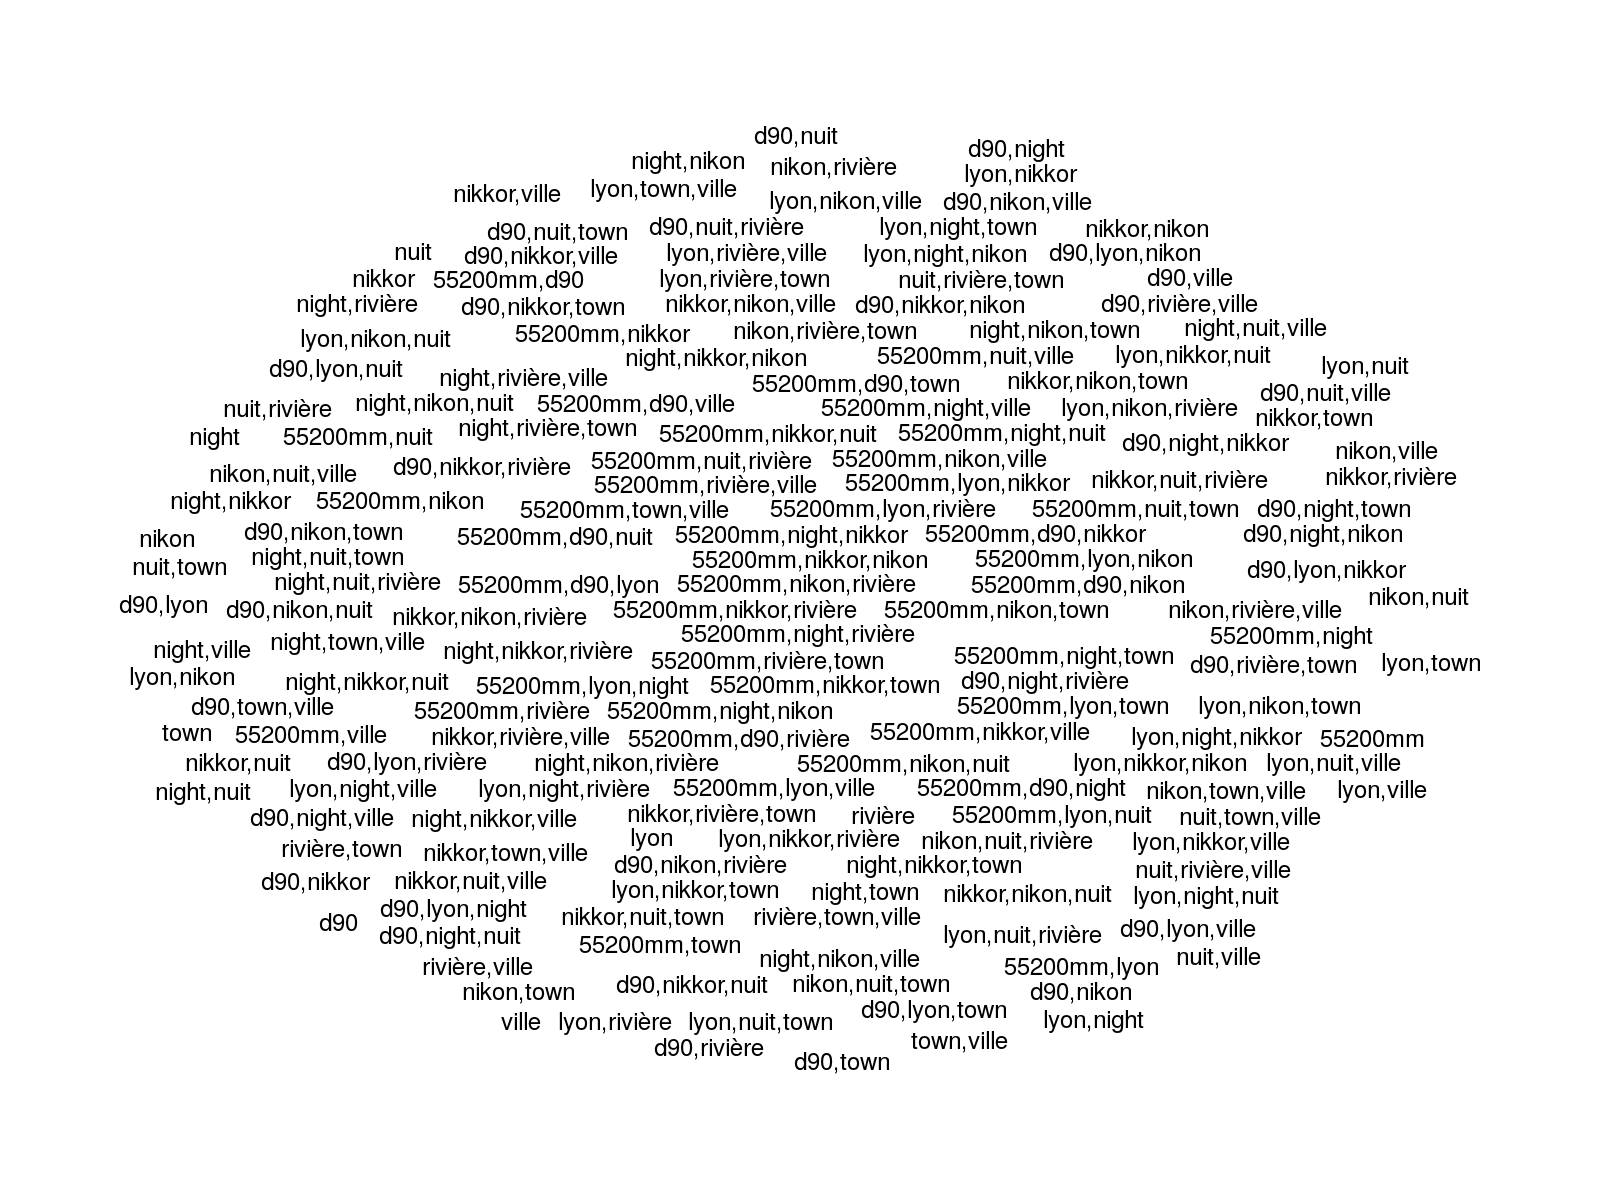 d90,nuit
d90,night
night,nikon
nikon,rivière
lyon,nikkor
nikkor,ville
lyon,town,ville
lyon,nikon,ville
d90,nikon,ville
d90,nuit,town
d90,nuit,rivière
lyon,night,town
nikkor,nikon
nuit
d90,nikkor,ville
lyon,rivière,ville
lyon,night,nikon
d90,lyon,nikon
nikkor
55200mm,d90
lyon,rivière,town
nuit,rivière,town
d90,ville
night,rivière
d90,nikkor,town
nikkor,nikon,ville
d90,nikkor,nikon
d90,rivière,ville
lyon,nikon,nuit
55200mm,nikkor
nikon,rivière,town
night,nikon,town
night,nuit,ville
night,nikkor,nikon
55200mm,nuit,ville
lyon,nikkor,nuit
d90,lyon,nuit
night,rivière,ville
55200mm,d90,town
nikkor,nikon,town
lyon,nuit
nuit,rivière
night,nikon,nuit
55200mm,d90,ville
55200mm,night,ville
lyon,nikon,rivière
d90,nuit,ville
nikkor,town
night
55200mm,nuit
night,rivière,town
55200mm,nikkor,nuit
55200mm,night,nuit
d90,night,nikkor
nikon,ville
nikon,nuit,ville
d90,nikkor,rivière
55200mm,nuit,rivière
55200mm,nikon,ville
55200mm,rivière,ville
55200mm,lyon,nikkor
nikkor,nuit,rivière
nikkor,rivière
night,nikkor
55200mm,nikon
55200mm,town,ville
55200mm,lyon,rivière
55200mm,nuit,town
d90,night,town
nikon
d90,nikon,town
55200mm,d90,nuit
55200mm,night,nikkor
55200mm,d90,nikkor
d90,night,nikon
nuit,town
night,nuit,town
55200mm,nikkor,nikon
55200mm,lyon,nikon
d90,lyon,nikkor
night,nuit,rivière
55200mm,d90,lyon
55200mm,nikon,rivière
55200mm,d90,nikon
nikon,nuit
d90,lyon
d90,nikon,nuit
nikkor,nikon,rivière
55200mm,nikkor,rivière
55200mm,nikon,town
nikon,rivière,ville
55200mm,night,rivière
55200mm,night
night,ville
night,town,ville
night,nikkor,rivière
55200mm,rivière,town
55200mm,night,town
d90,rivière,town
lyon,town
lyon,nikon
night,nikkor,nuit
55200mm,lyon,night
55200mm,nikkor,town
d90,night,rivière
d90,town,ville
55200mm,rivière
55200mm,night,nikon
55200mm,lyon,town
lyon,nikon,town
town
55200mm,ville
nikkor,rivière,ville
55200mm,d90,rivière
55200mm,nikkor,ville
lyon,night,nikkor
55200mm
nikkor,nuit
d90,lyon,rivière
night,nikon,rivière
55200mm,nikon,nuit
lyon,nikkor,nikon
lyon,nuit,ville
night,nuit
lyon,night,ville
lyon,night,rivière
55200mm,lyon,ville
55200mm,d90,night
nikon,town,ville
lyon,ville
d90,night,ville
night,nikkor,ville
nikkor,rivière,town
rivière
55200mm,lyon,nuit
nuit,town,ville
lyon
lyon,nikkor,rivière
nikon,nuit,rivière
lyon,nikkor,ville
rivière,town
nikkor,town,ville
d90,nikon,rivière
night,nikkor,town
nuit,rivière,ville
d90,nikkor
nikkor,nuit,ville
lyon,nikkor,town
night,town
nikkor,nikon,nuit
lyon,night,nuit
d90
d90,lyon,night
nikkor,nuit,town
rivière,town,ville
d90,lyon,ville
d90,night,nuit
55200mm,town
lyon,nuit,rivière
night,nikon,ville
nuit,ville
rivière,ville
55200mm,lyon
nikon,town
d90,nikkor,nuit
nikon,nuit,town
d90,nikon
d90,lyon,town
ville
lyon,rivière
lyon,nuit,town
lyon,night
d90,rivière
town,ville
d90,town